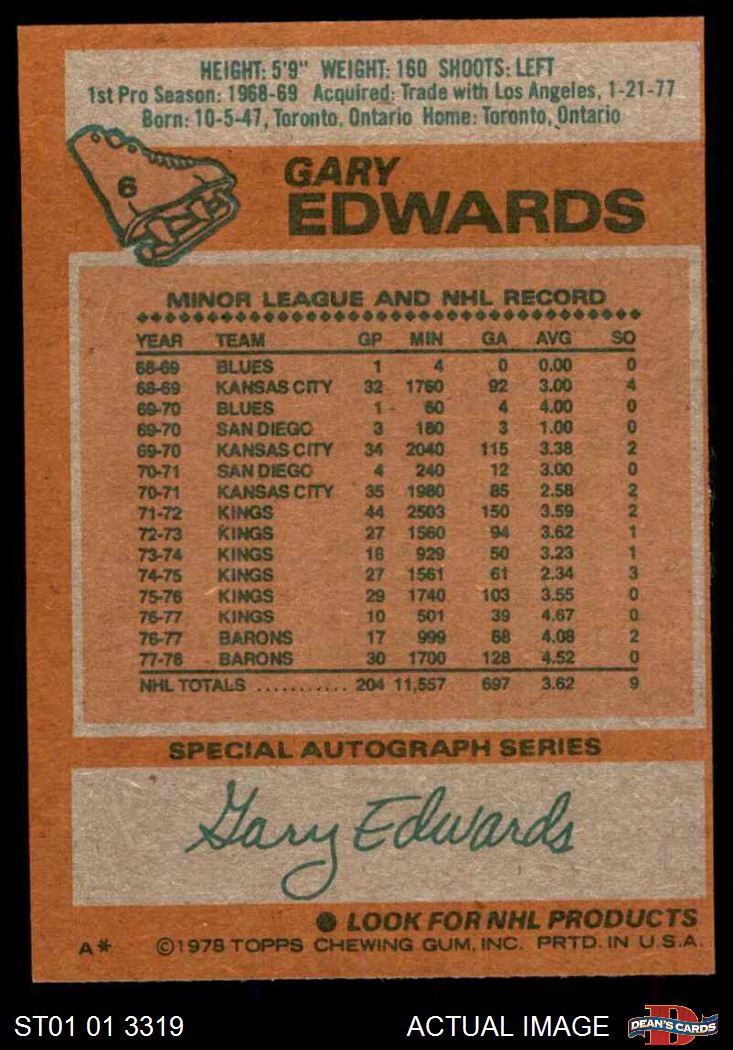 HEIGHT: 5'9" WEIGHT: 160 SHOOTS: LEFT
1st Pro Season: 1968-69 Acquired: Trade with Los Angeles, 1-21-77
Born: 10-5-47, Toronto, Ontario Home: Toronto, Ontario
6
GARY
EDWARDS
MINOR LEAGUE AND NHL RECORD
YEAR TEAM GP MIN GA AVG SO
68-69 BLUES 1 4 0 0.00 0
68-69 KANSAS CITY 32 1760 92 3.00 4
69-70 BLUES 1 60 4 4.00 0
69-70 SAN DIEGO 3 180 3 1.00 0
69-70 KANSAS CITY 34 2040 115 3.38 2
70-71 SAN DIEGO 4 240 12 3.00 0
70-71 KANSAS CITY 35 1980 85 2.58 2
71-72 KINGS 44 2503 150 3.59 2
72-73 KINGS 27 1560 94 3.62 1
73-74 KINGS 18 929 50 3.23 1
74-75 KINGS 27 1561 61 2.34 3
75-76 KINGS 29 1740 103 3.55 0
76-77 KINGS 10 501 39 4.67 0
76-77 BARONS 17 999 68 4.08 2
77-78 BARONS 30 1700 128 4.52 0
NHL TOTALS ........... 204 11,557 697 3.62 9
SPECIAL AUTOGRAPH SERIES
Gary Edwards
LOOK FOR NHL PRODUCTS
A* ©1978 TOPPS CHEWING GUM, INC. PRTD. IN U.S.A.
ST01 01 3319 ACTUAL IMAGE D DEAN'S CARDS